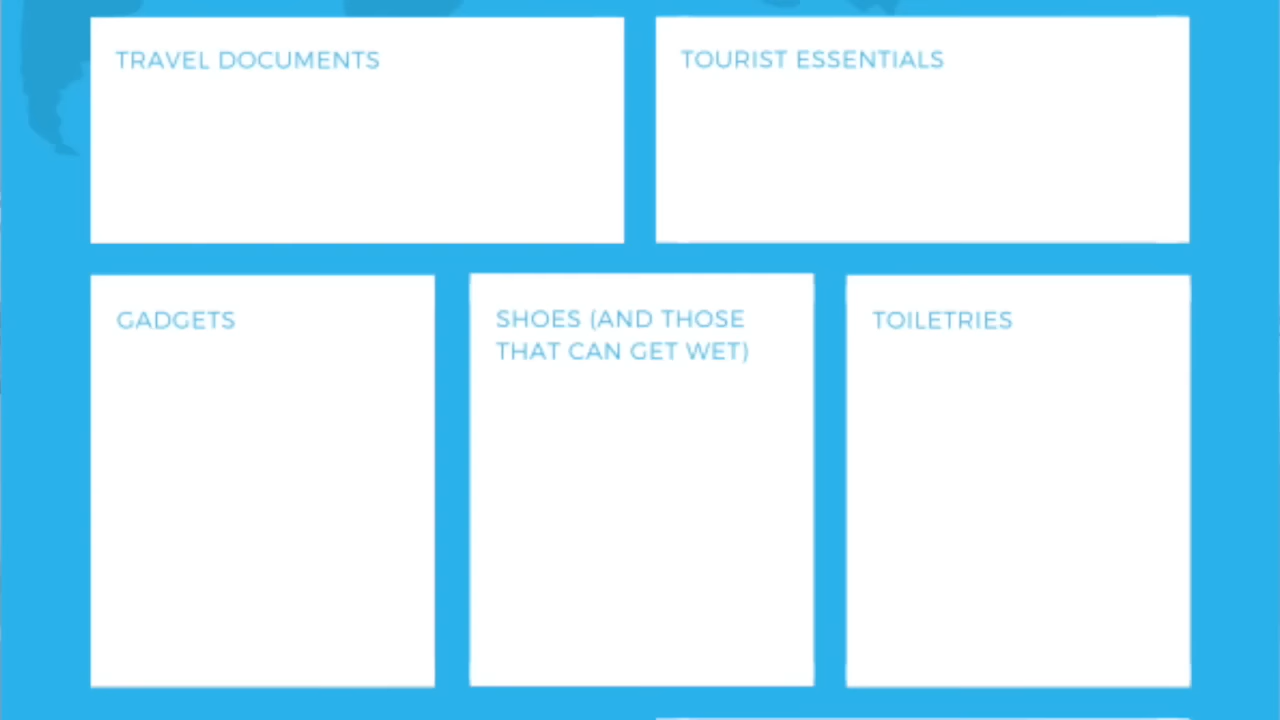 TRAVEL DOCUMENTS
TOURIST ESSENTIALS
GADGETS
SHOES (AND THOSE
THAT CAN GET WET)
TOILETRIES